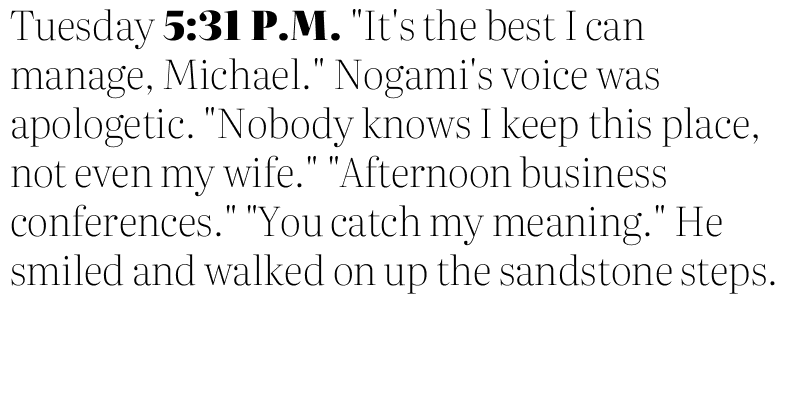 Tuesday 5:31 P.M. "It's the best I can
manage, Michael." Nogami's voice was
apologetic. "Nobody knows I keep this place,
not even my wife." "Afternoon business
conferences." "You catch my meaning." He
smiled and walked on up the sandstone steps.